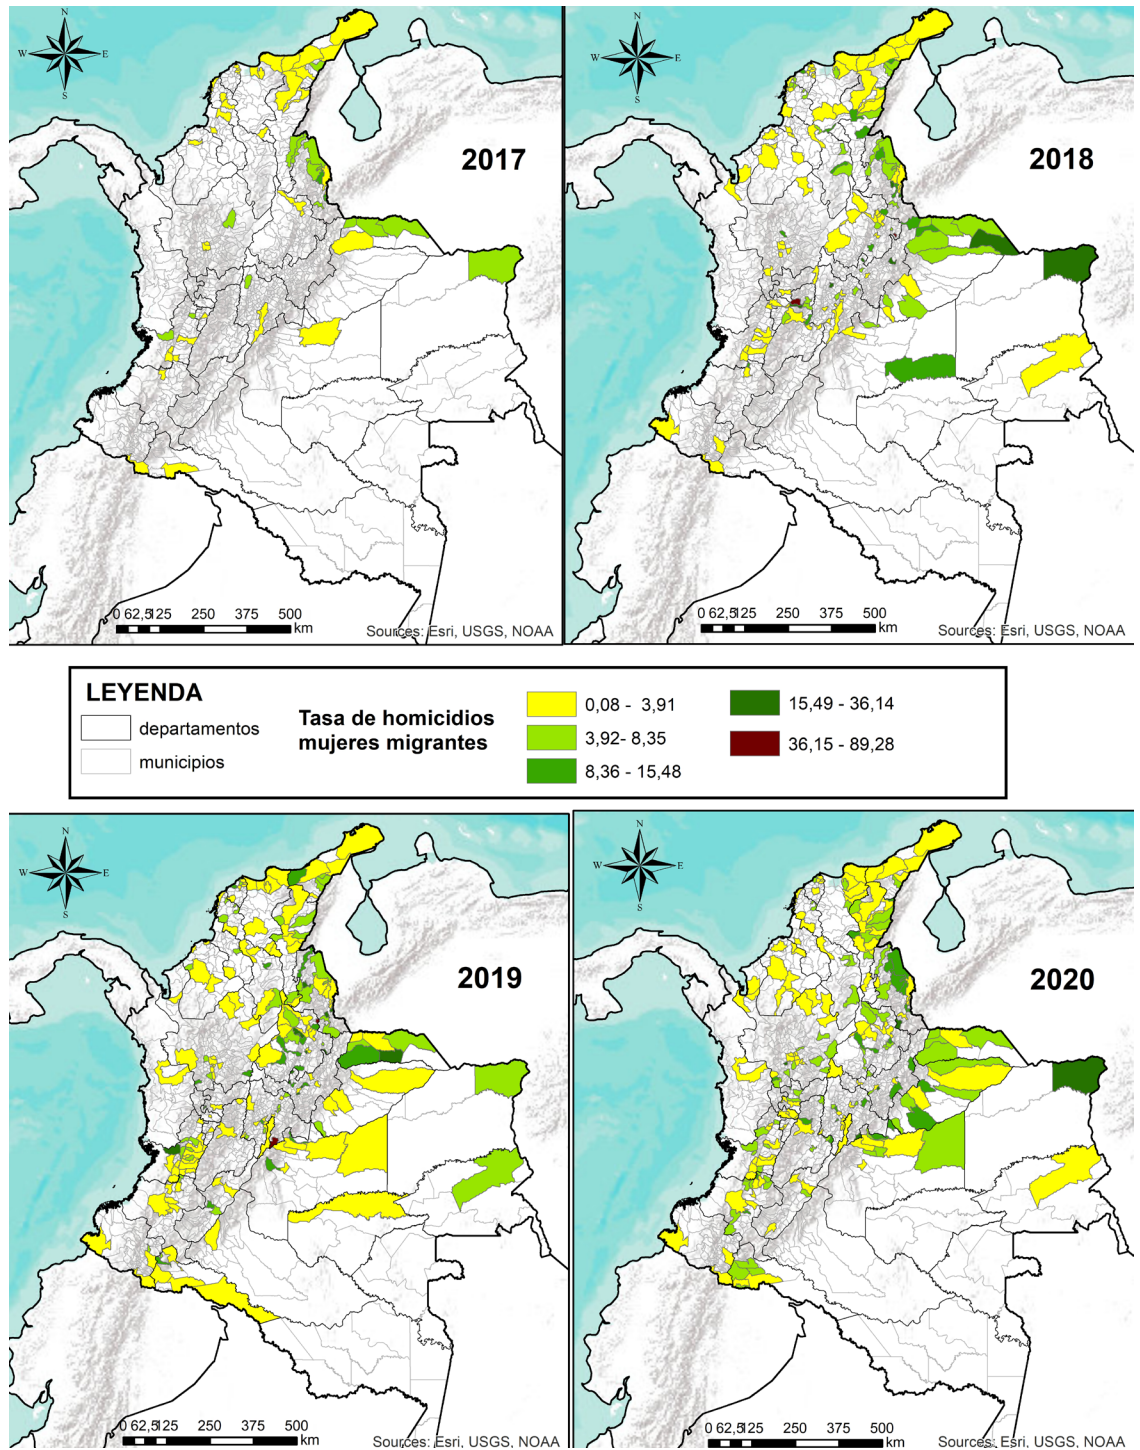 N
W E
S
2017
0 62,5125 250 375 500
km
Sources: Esri, USGS, NOAA
N
W E
S
2018
0 62,5125 250 375 500
km
Sources: Esri, USGS, NOAA
LEYENDA
departamentos
municipios
Tasa de homicidios
mujeres migrantes
0,08 - 3,91
3,92- 8,35
8,36 - 15,48
15,49 - 36,14
36,15 - 89,28
N
W E
S
2019
0 62,5125 250 375 500
km
Sources: Esri, USGS, NOAA
N
W E
S
2020
0 62,5125 250 375 500
km
Sources: Esri, USGS, NOAA